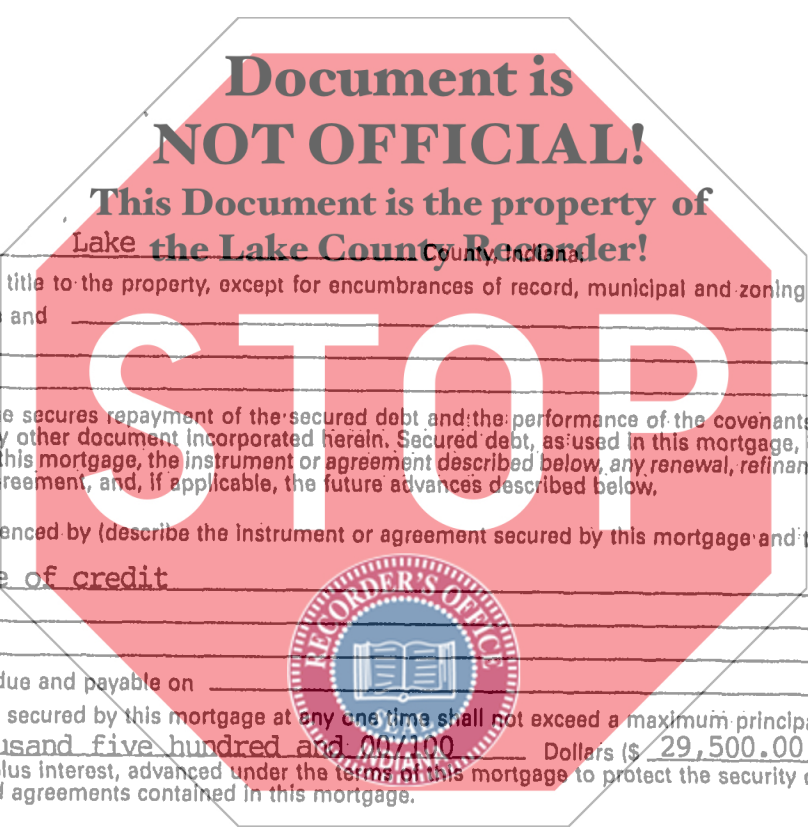 Document is
NOT OFFICIAL!
This Document is the property of
the Lake County Recorder!
Lake County, Indiana.
title to the property, except for encumbrances of record, municipal and zoning
and
STOP
e secures repayment of the secured debt and the performance of the covenants
y other document incorporated herein. Secured debt, as used in this mortgage,
this mortgage, the instrument or agreement described below, any renewal, refinan
reement, and, if applicable, the future advances described below.
enced by (describe the instrument or agreement secured by this mortgage and t
e of credit
RECORDER'S OFFICE
due and payable on
secured by this mortgage at any one time shall not exceed a maximum principa
SEAL
usand five hundred and 00/100 Dollars ($ 29,500.00
INDIANA
lus interest, advanced under the terms of this mortgage to protect the security o
d agreements contained in this mortgage.